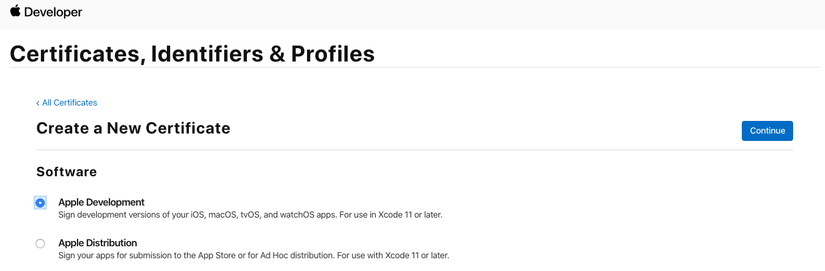 Developer
Certificates, Identifiers & Profiles
‹ All Certificates
Create a New Certificate
Continue
Software
Apple Development
Sign development versions of your iOS, macOS, tvOS, and watchOS apps. For use in Xcode 11 or later.
Apple Distribution
Sign your apps for submission to the App Store or for Ad Hoc distribution. For use with Xcode 11 or later.